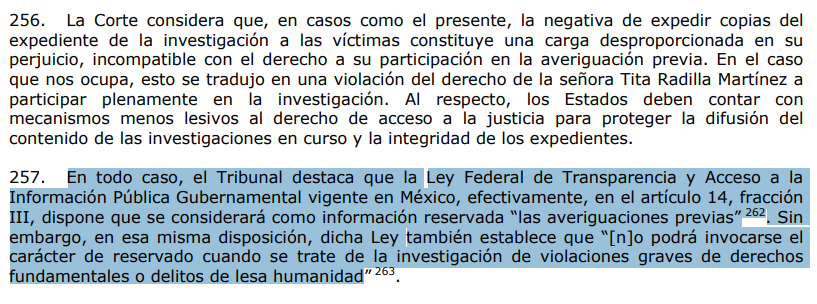 256. La Corte considera que, en casos como el presente, la negativa de expedir copias del
expediente de la investigación a las víctimas constituye una carga desproporcionada en su
perjuicio, incompatible con el derecho a su participación en la averiguación previa. En el caso
que nos ocupa, esto se tradujo en una violación del derecho de la señora Tita Radilla Martínez a
participar plenamente en la investigación. Al respecto, los Estados deben contar con
mecanismos menos lesivos al derecho de acceso a la justicia para proteger la difusión del
contenido de las investigaciones en curso y la integridad de los expedientes.
257. En todo caso, el Tribunal destaca que la Ley Federal de Transparencia y Acceso a la
Información Pública Gubernamental vigente en México, efectivamente, en el artículo 14, fracción
III, dispone que se considerará como información reservada “las averiguaciones previas” 262. Sin
embargo, en esa misma disposición, dicha Ley también establece que “[n]o podrá invocarse el
carácter de reservado cuando se trate de la investigación de violaciones graves de derechos
fundamentales o delitos de lesa humanidad” 263.